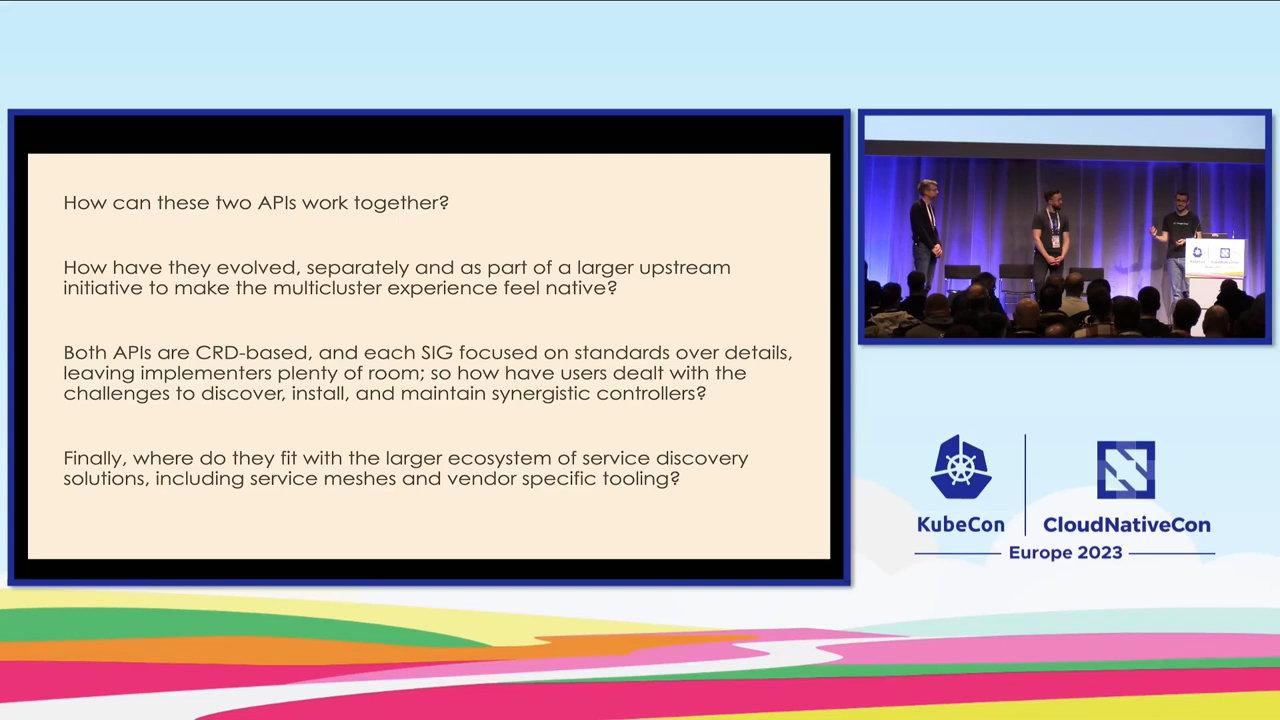 How can these two APIs work together?
How have they evolved, separately and as part of a larger upstream
initiative to make the multicluster experience feel native?
Both APIs are CRD-based, and each SIG focused on standards over details,
leaving implementers plenty of room; so how have users dealt with the
challenges to discover, install, and maintain synergistic controllers?
Finally, where do they fit with the larger ecosystem of service discovery
solutions, including service meshes and vendor specific tooling?
KubeCon
CloudNativeCon
Europe 2023